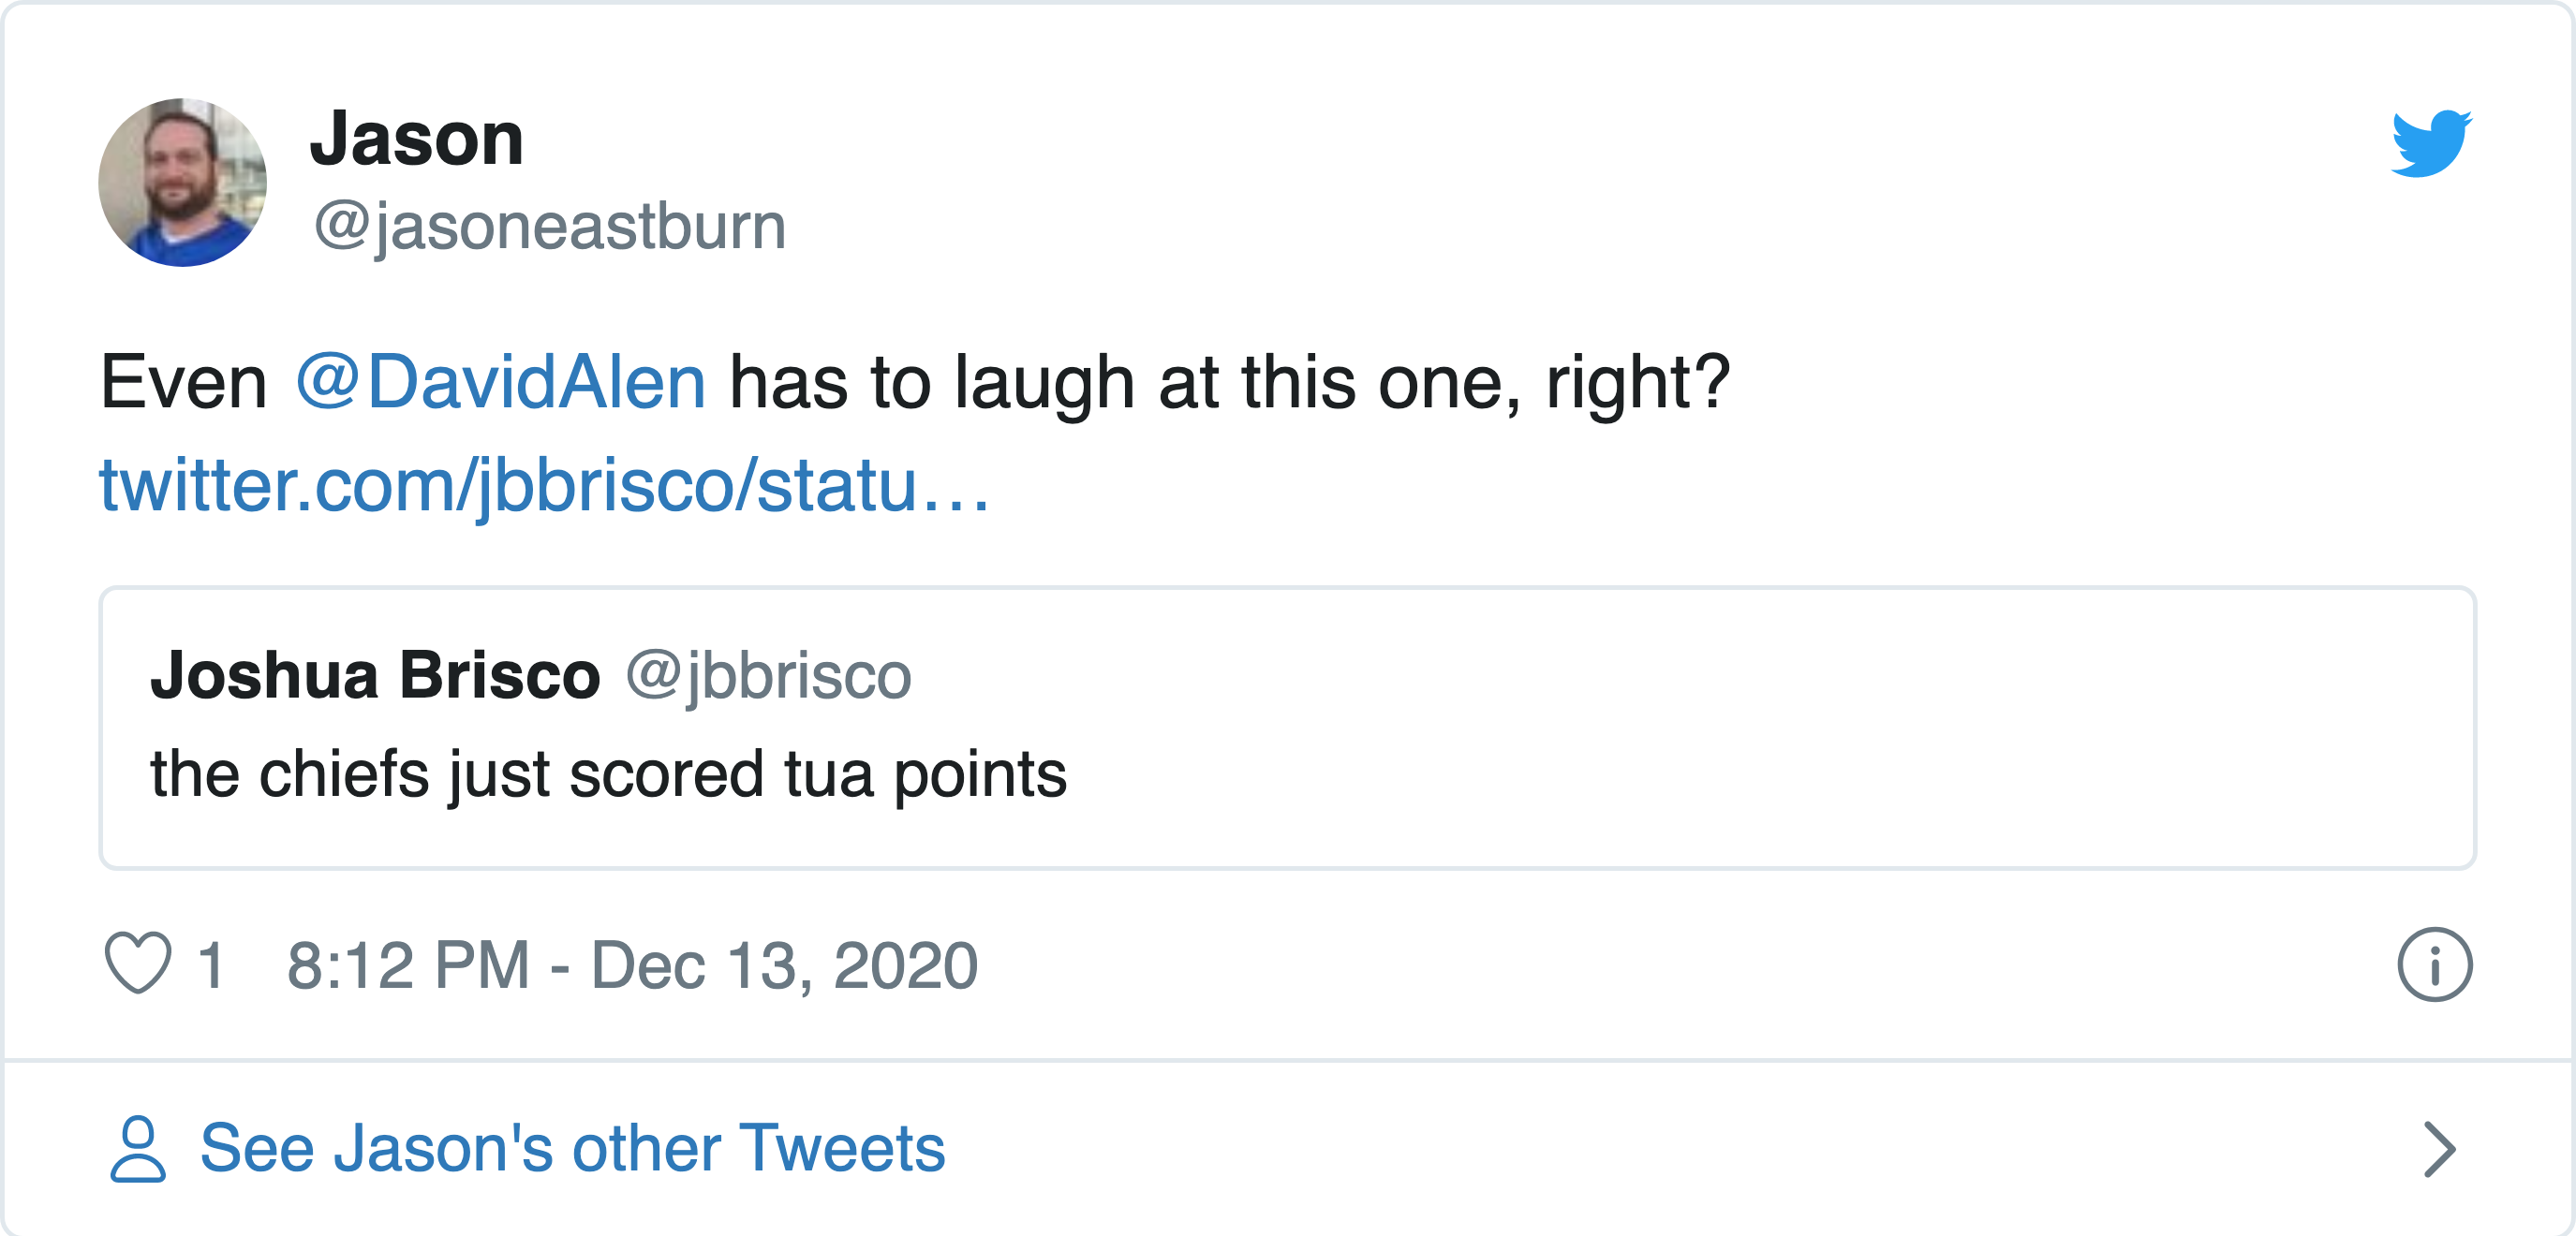 Jason
@jasoneastburn
Even @DavidAlen has to laugh at this one, right?
twitter.com/jbbrisco/statu…
Joshua Brisco @jbbrisco
the chiefs just scored tua points
1 8:12 PM - Dec 13, 2020
See Jason's other Tweets